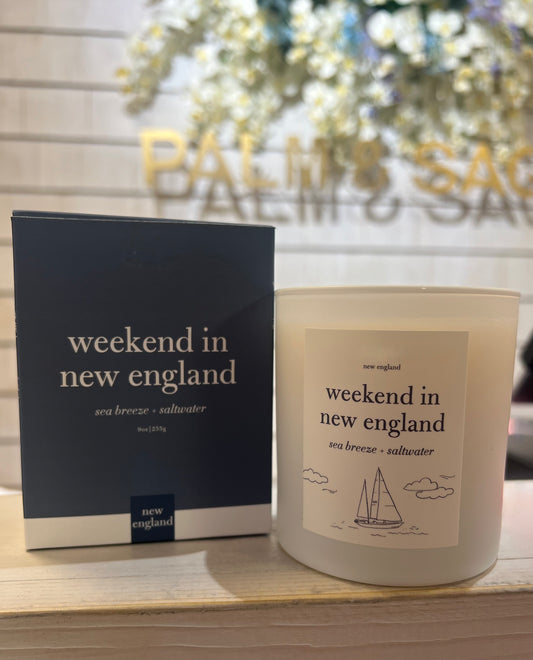 PALM & SAG
weekend in
new england
sea breeze + saltwater
9oz|255g
new
england
new england
weekend in
new england
sea breeze + saltwater